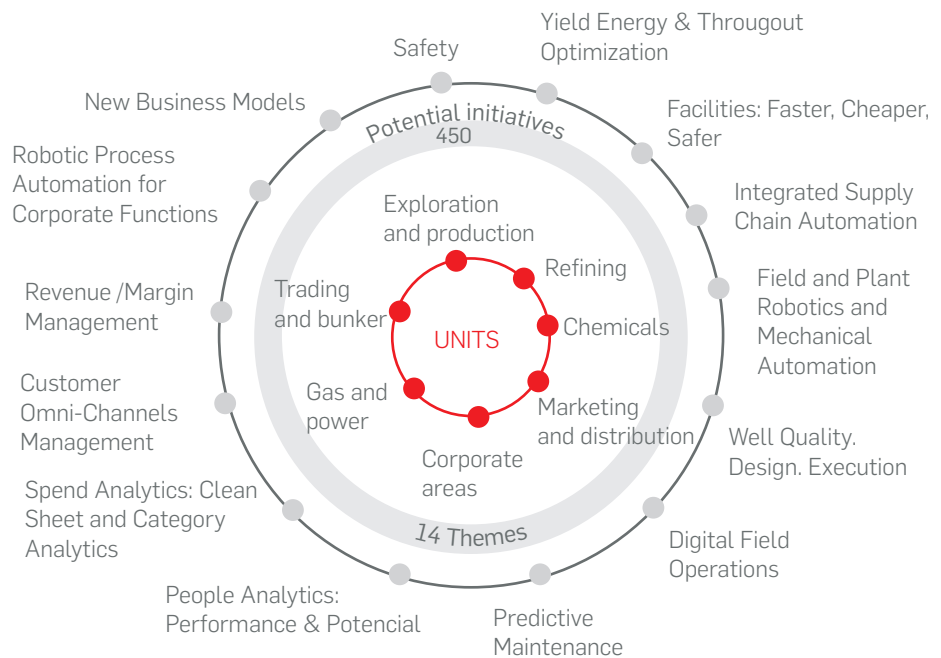 Safety
Yield Energy & Througout
Optimization
Facilities: Faster, Cheaper,
Safer
Integrated Supply
Chain Automation
Field and Plant
Robotics and
Mechanical
Automation
Well Quality.
Design. Execution
Digital Field
Operations
Predictive
Maintenance
People Analytics:
Performance & Potencial
Spend Analytics: Clean
Sheet and Category
Analytics
Customer
Omni-Channels
Management
Revenue /Margin
Management
Robotic Process
Automation for
Corporate Functions
New Business Models
Potential initiatives
450
Exploration
and production
Refining
Chemicals
Marketing
and distribution
Corporate
areas
Gas and
power
Trading
and bunker
UNITS
14 Themes